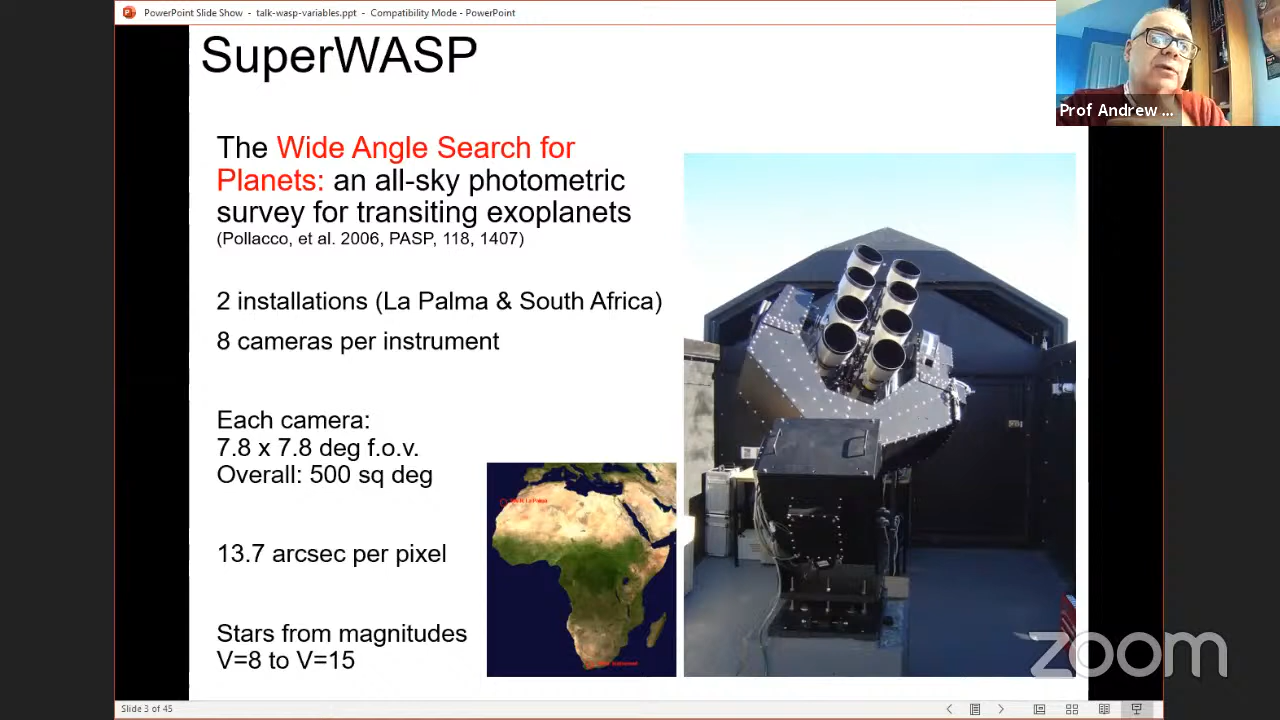 PowerPoint Slide Show - talk-wasp-variables.ppt - Compatibility Mode - PowerPoint
SuperWASP
Prof Andrew ...
The Wide Angle Search for
Planets: an all-sky photometric
survey for transiting exoplanets
(Pollacco, et al. 2006, PASP, 118, 1407)
2 installations (La Palma & South Africa)
8 cameras per instrument
Each camera:
7.8 x 7.8 deg f.o.v.
Overall: 500 sq deg
13.7 arcsec per pixel
Stars from magnitudes
V=8 to V=15
zoom
Slide 3 of 45